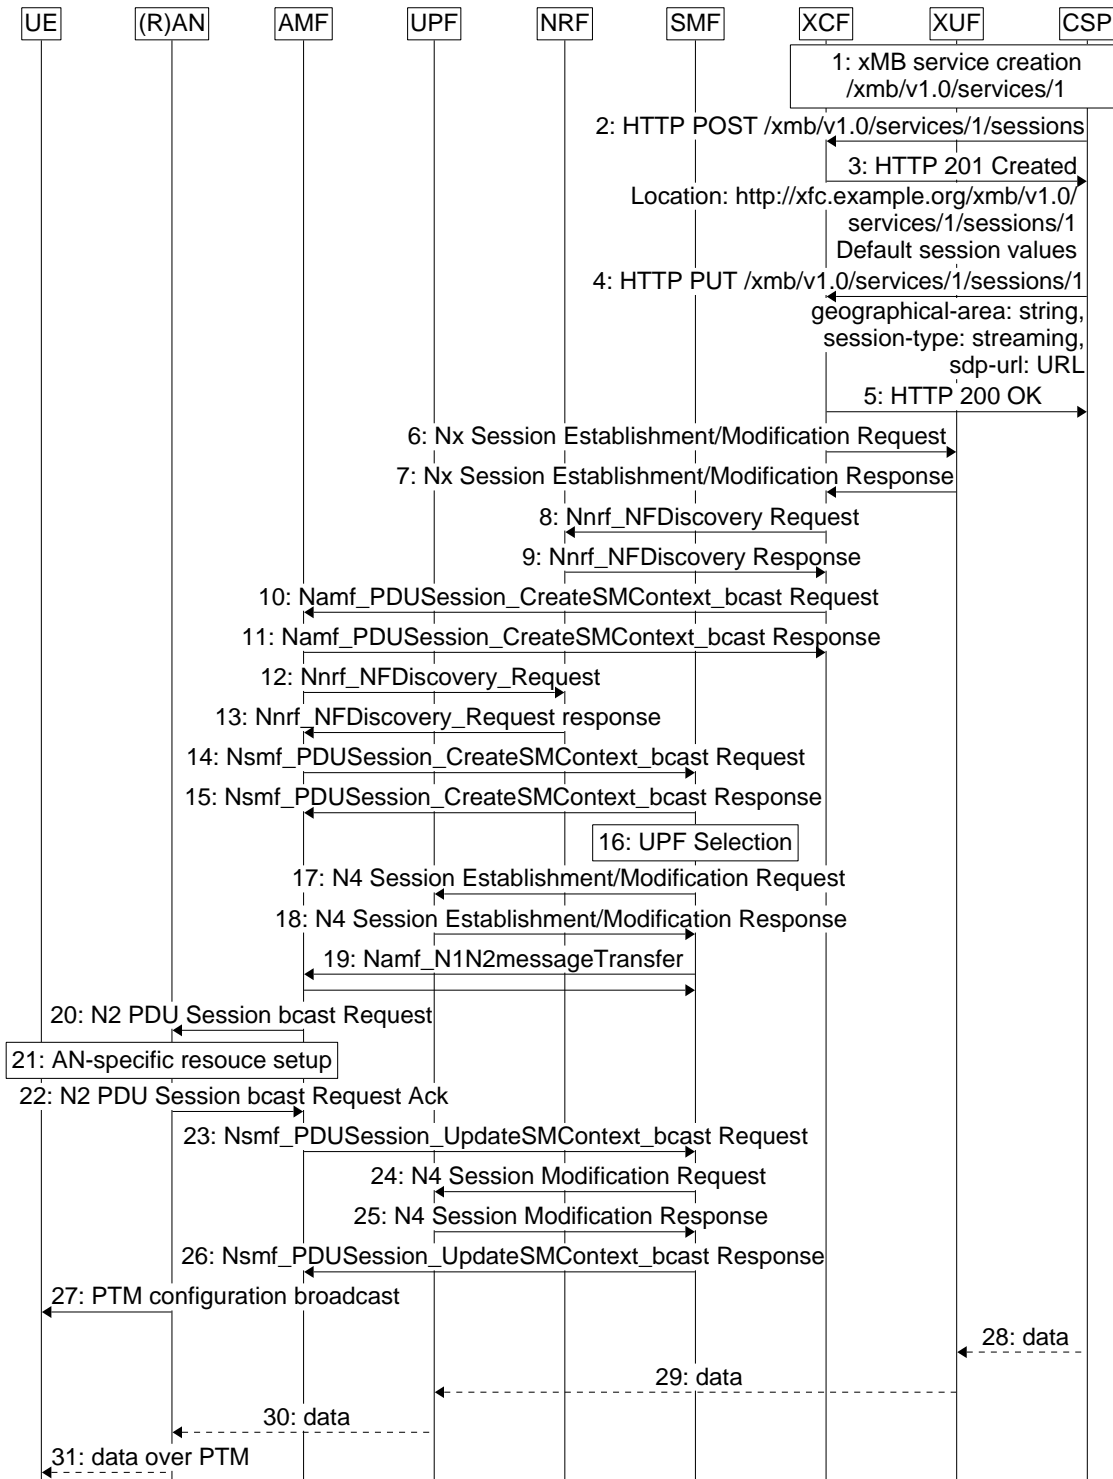 UE (R)AN AMF UPF NRF SMF XCF XUF CSP
1: xMB service creation
/xmb/v1.0/services/1
2: HTTP POST /xmb/v1.0/services/1/sessions
3: HTTP 201 Created
Location: http://xfc.example.org/xmb/v1.0/
services/1/sessions/1
Default session values
4: HTTP PUT /xmb/v1.0/services/1/sessions/1
geographical-area: string,
session-type: streaming,
sdp-url: URL
5: HTTP 200 OK
6: Nx Session Establishment/Modification Request
7: Nx Session Establishment/Modification Response
8: Nnrf_NFDiscovery Request
9: Nnrf_NFDiscovery Response
10: Namf_PDUSession_CreateSMContext_bcast Request
11: Namf_PDUSession_CreateSMContext_bcast Response
12: Nnrf_NFDiscovery_Request
13: Nnrf_NFDiscovery_Request response
14: Nsmf_PDUSession_CreateSMContext_bcast Request
15: Nsmf_PDUSession_CreateSMContext_bcast Response
16: UPF Selection
17: N4 Session Establishment/Modification Request
18: N4 Session Establishment/Modification Response
19: Namf_N1N2messageTransfer
20: N2 PDU Session bcast Request
21: AN-specific resouce setup
22: N2 PDU Session bcast Request Ack
23: Nsmf_PDUSession_UpdateSMContext_bcast Request
24: N4 Session Modification Request
25: N4 Session Modification Response
26: Nsmf_PDUSession_UpdateSMContext_bcast Response
27: PTM configuration broadcast
28: data
29: data
30: data
31: data over PTM